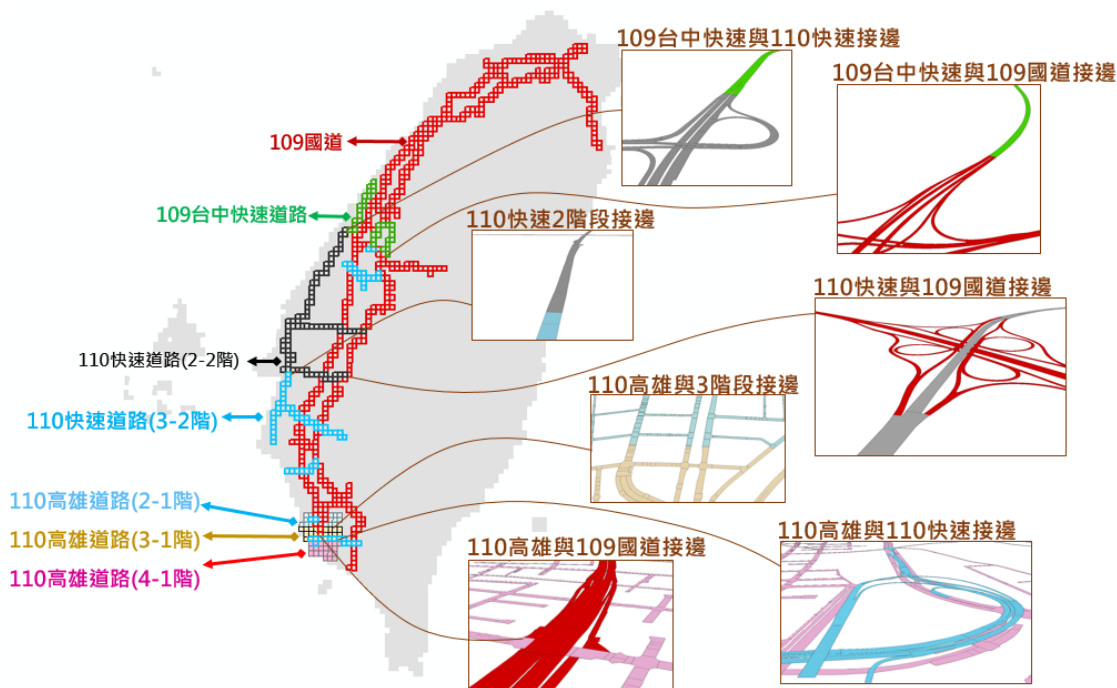 109台中快速與110快速接邊
109台中快速與109國道接邊
109國道
109台中快速道路
110快速2階段接邊
110快速與109國道接邊
110快速道路(2-2階)
110高雄與3階段接邊
110快速道路(3-2階)
110高雄道路(2-1階)
110高雄道路(3-1階)
110高雄道路(4-1階)
110高雄與109國道接邊
110高雄與110快速接邊